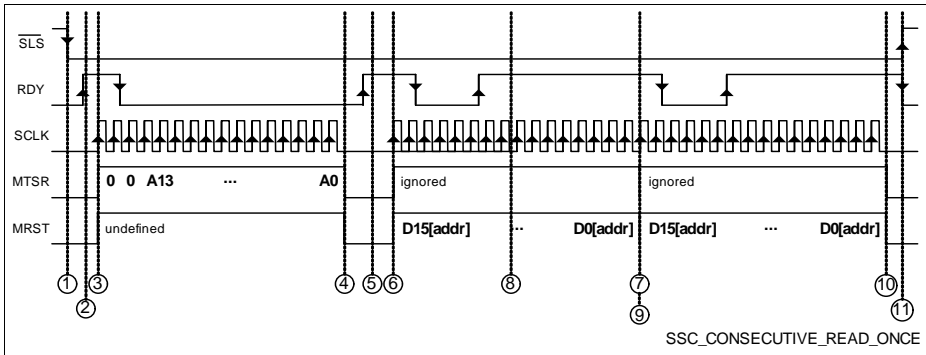 SLS
RDY
SCLK
MTSR 0 0 A13 ... A0 ignored ignored
MRST undefined D15[addr] ... D0[addr] D15[addr] ... D0[addr]
1 3 4 5 6 8 7 10
2 9 11
SSC_CONSECUTIVE_READ_ONCE